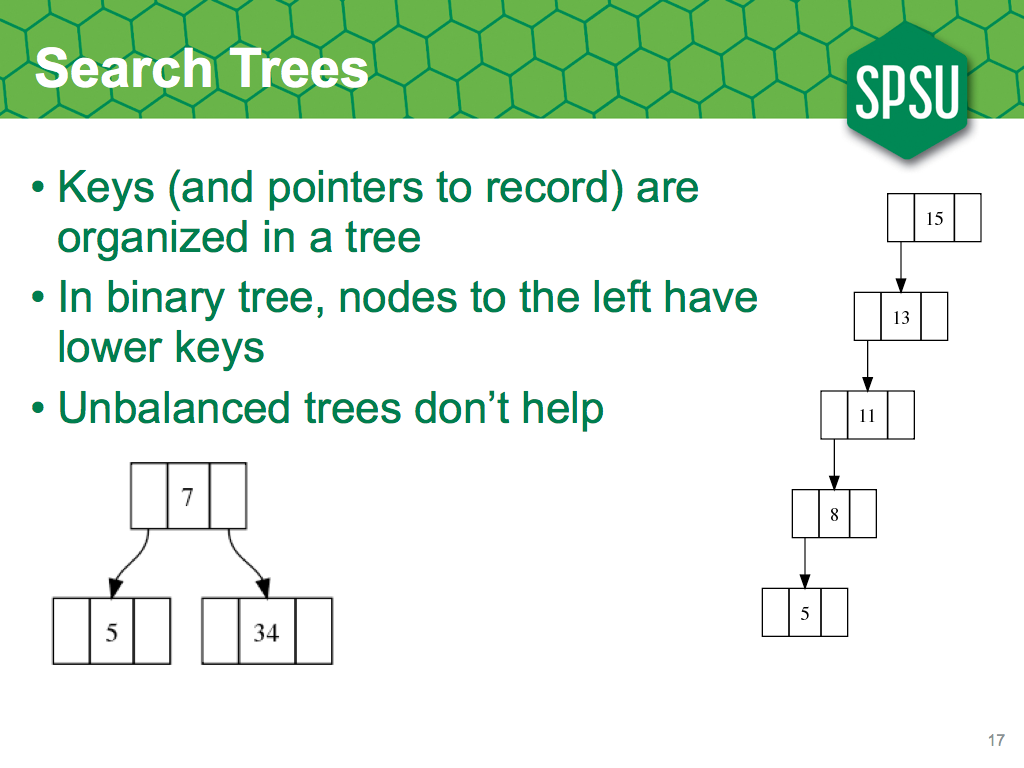 Search Trees
SPSU
• Keys (and pointers to record) are
organized in a tree
• In binary tree, nodes to the left have
lower keys
• Unbalanced trees don’t help
7
5
34
15
13
11
8
5
17